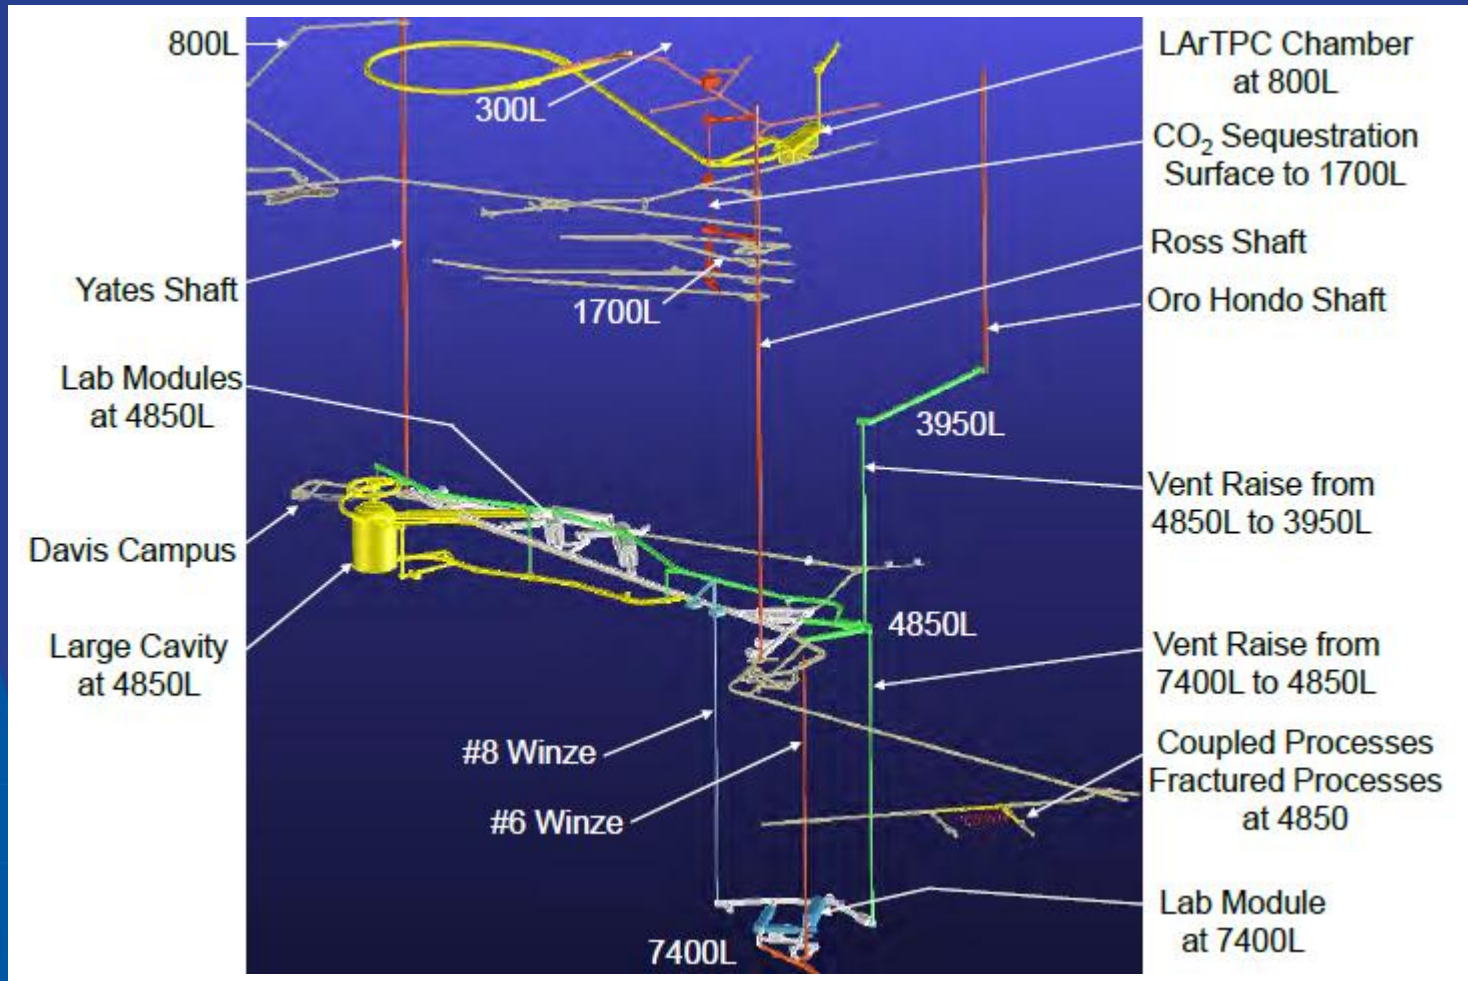 800L
300L
LArTPC Chamber
at 800L
CO₂ Sequestration
Surface to 1700L
Ross Shaft
Yates Shaft
Oro Hondo Shaft
1700L
Lab Modules
at 4850L
3950L
Vent Raise from
4850L to 3950L
Davis Campus
4850L
Large Cavity
at 4850L
Vent Raise from
7400L to 4850L
#8 Winze
#6 Winze
Coupled Processes
Fractured Processes
at 4850
Lab Module
at 7400L
7400L